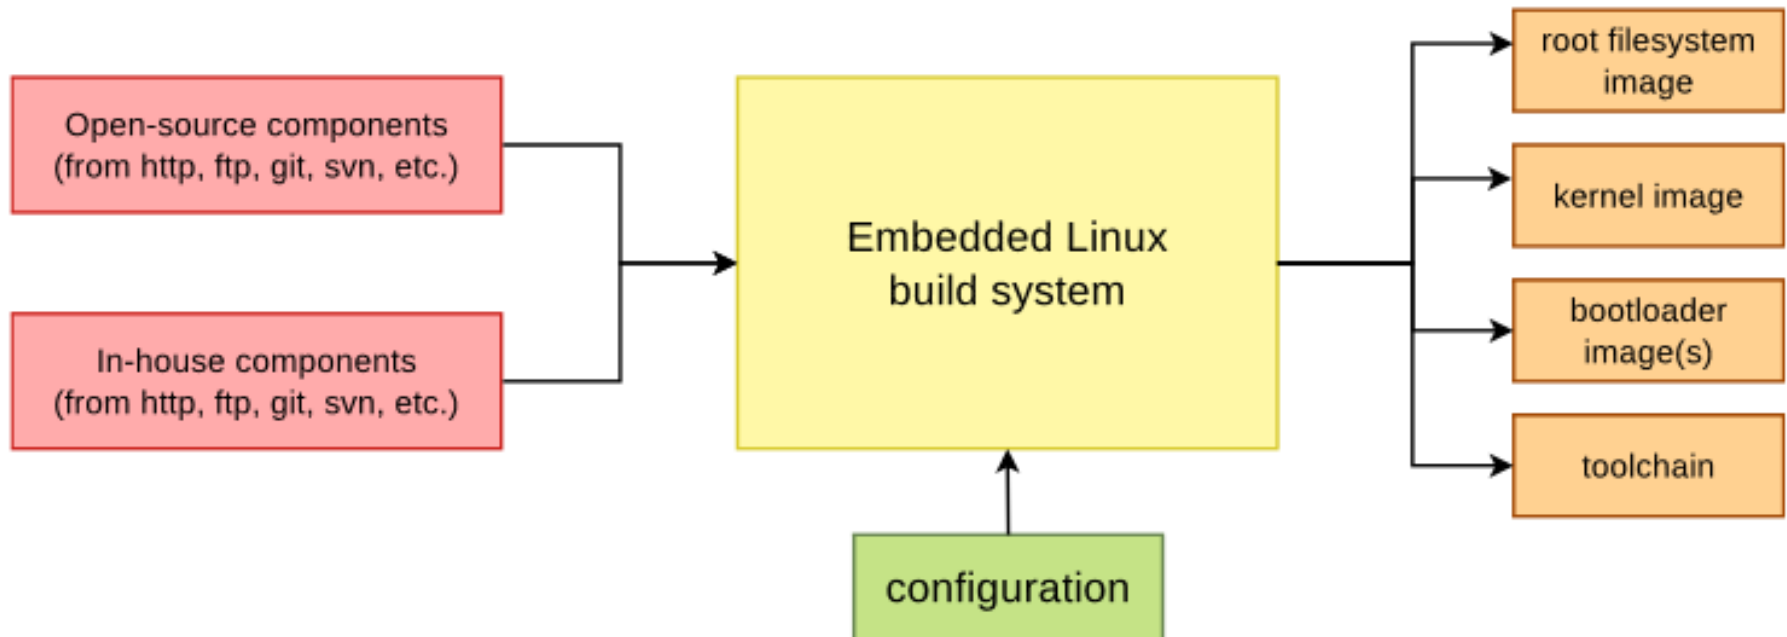 Open-source components
(from http, ftp, git, svn, etc.)
In-house components
(from http, ftp, git, svn, etc.)
Embedded Linux
build system
configuration
root filesystem
image
kernel image
bootloader
image(s)
toolchain